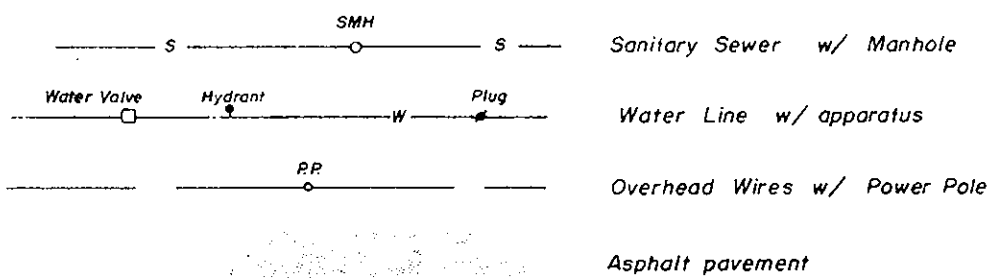 SMH
S S Sanitary Sewer w/ Manhole
Water Valve Hydrant Plug
W Water Line w/ apparatus
P.P.
Overhead Wires w/ Power Pole
Asphalt pavement